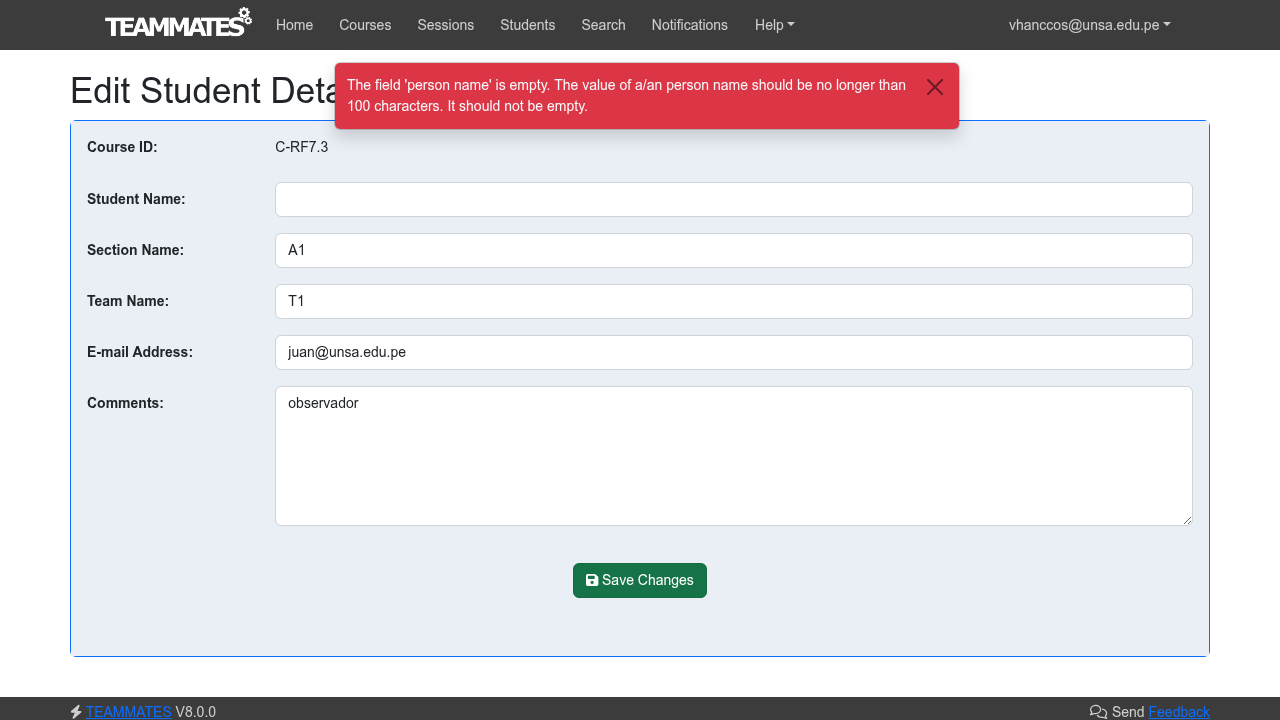 TEAMMATES Home Courses Sessions Students Search Notifications Help vhanccos@unsa.edu.pe
Edit Student Deta
The field 'person name' is empty. The value of a/an person name should be no longer than
100 characters. It should not be empty.
Course ID: C-RF7.3
Student Name:
Section Name: A1
Team Name: T1
E-mail Address: juan@unsa.edu.pe
Comments: observador
Save Changes
TEAMMATES V8.0.0 Send Feedback